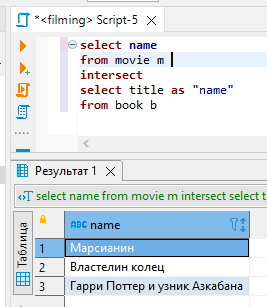 *<filming> Script-5
select name
from movie m
intersect
select title as "name"
from book b
Результат 1
select name from movie m intersect select t
Таблица
ABC name
1 Марсианин
2 Властелин колец
3 Гарри Поттер и узник Азкабана